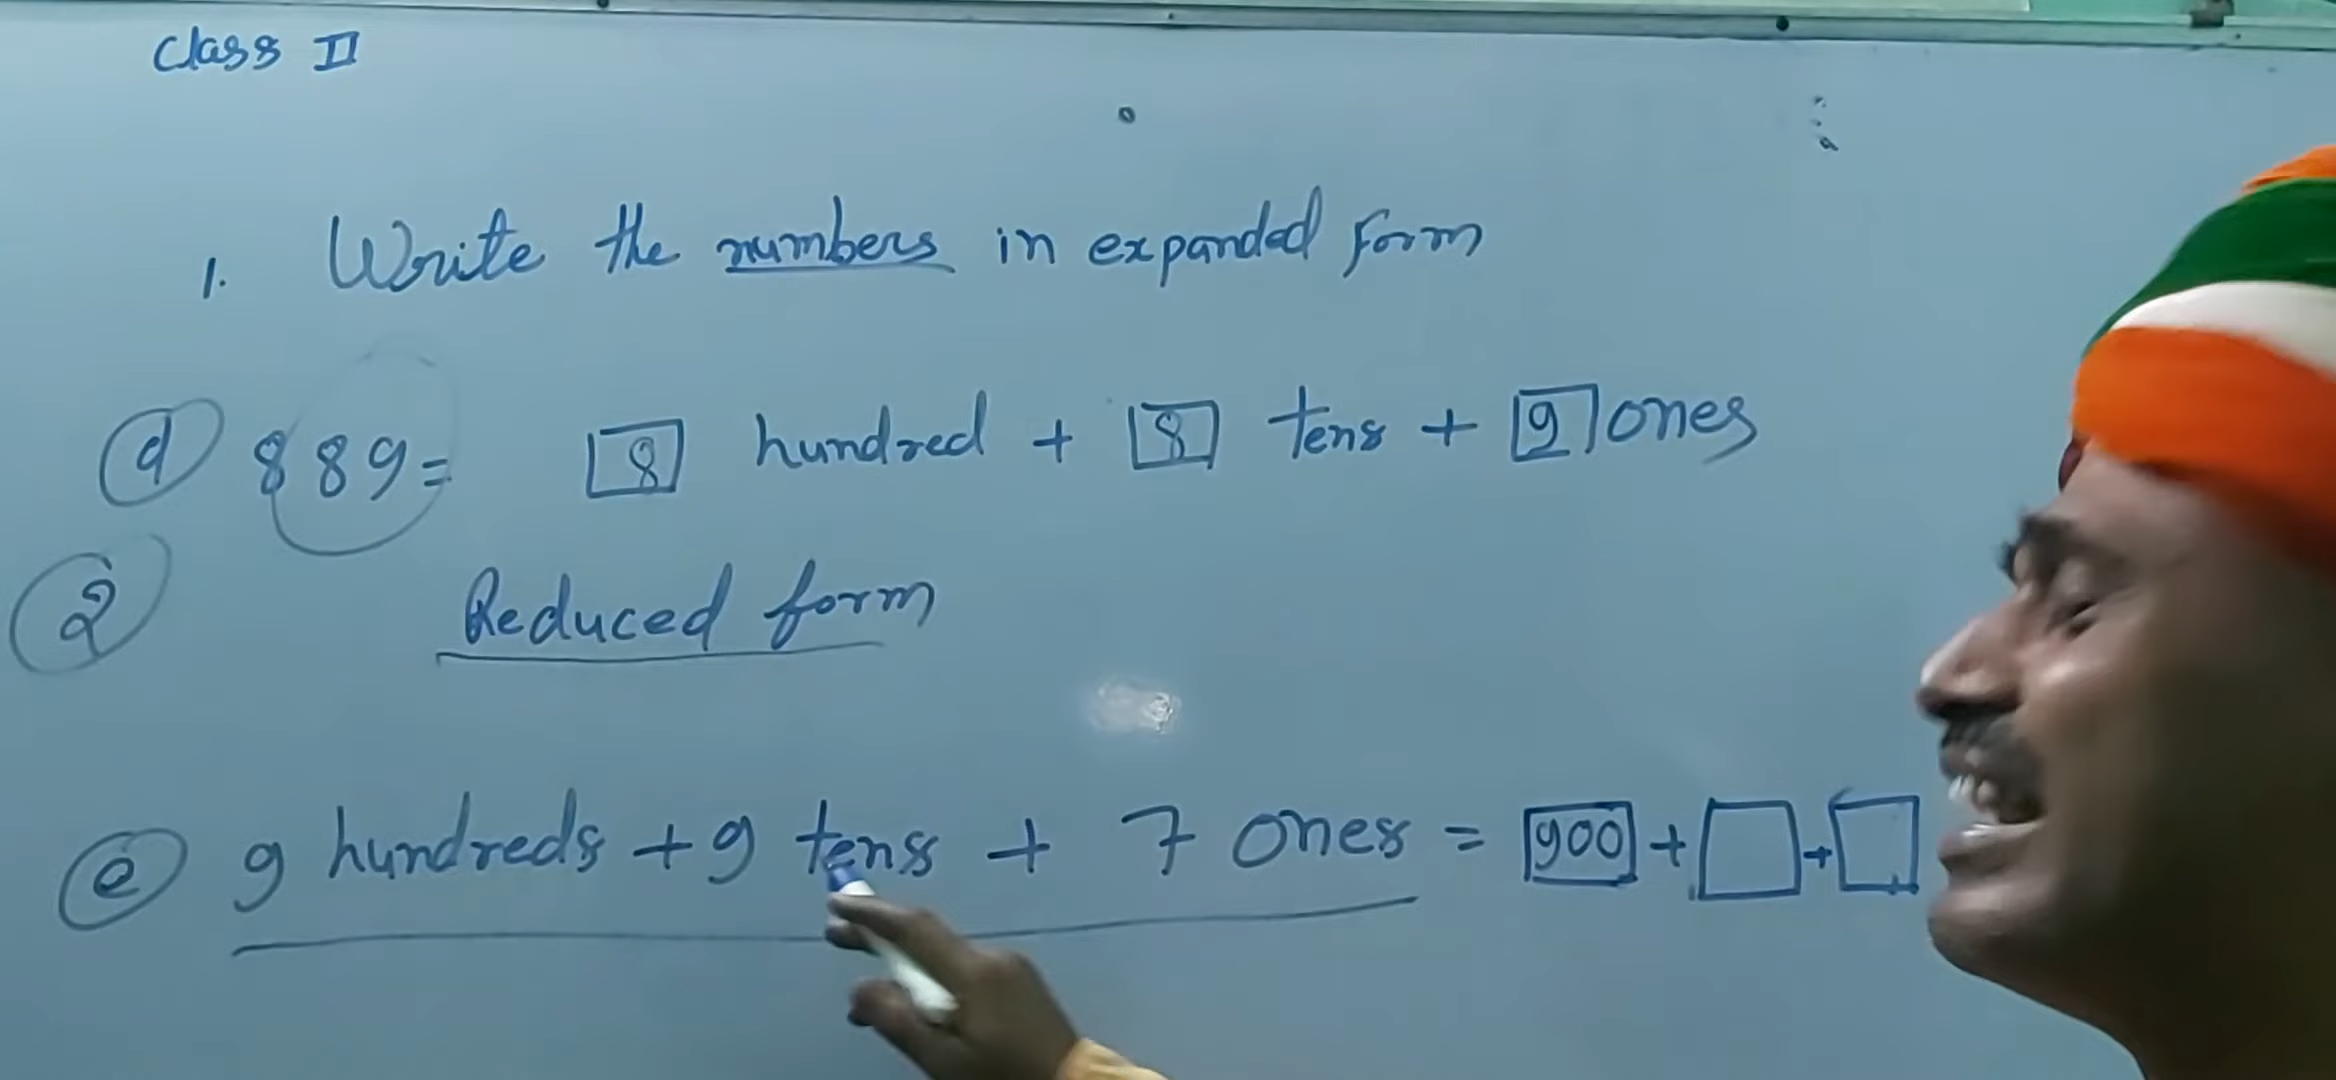 Class II
1. Write the numbers in expanded form
d 889= 8 hundred + 8 tens + 9 ones
2 Reduced form
e 9 hundreds + 9 tens + 7 ones = 900 + +